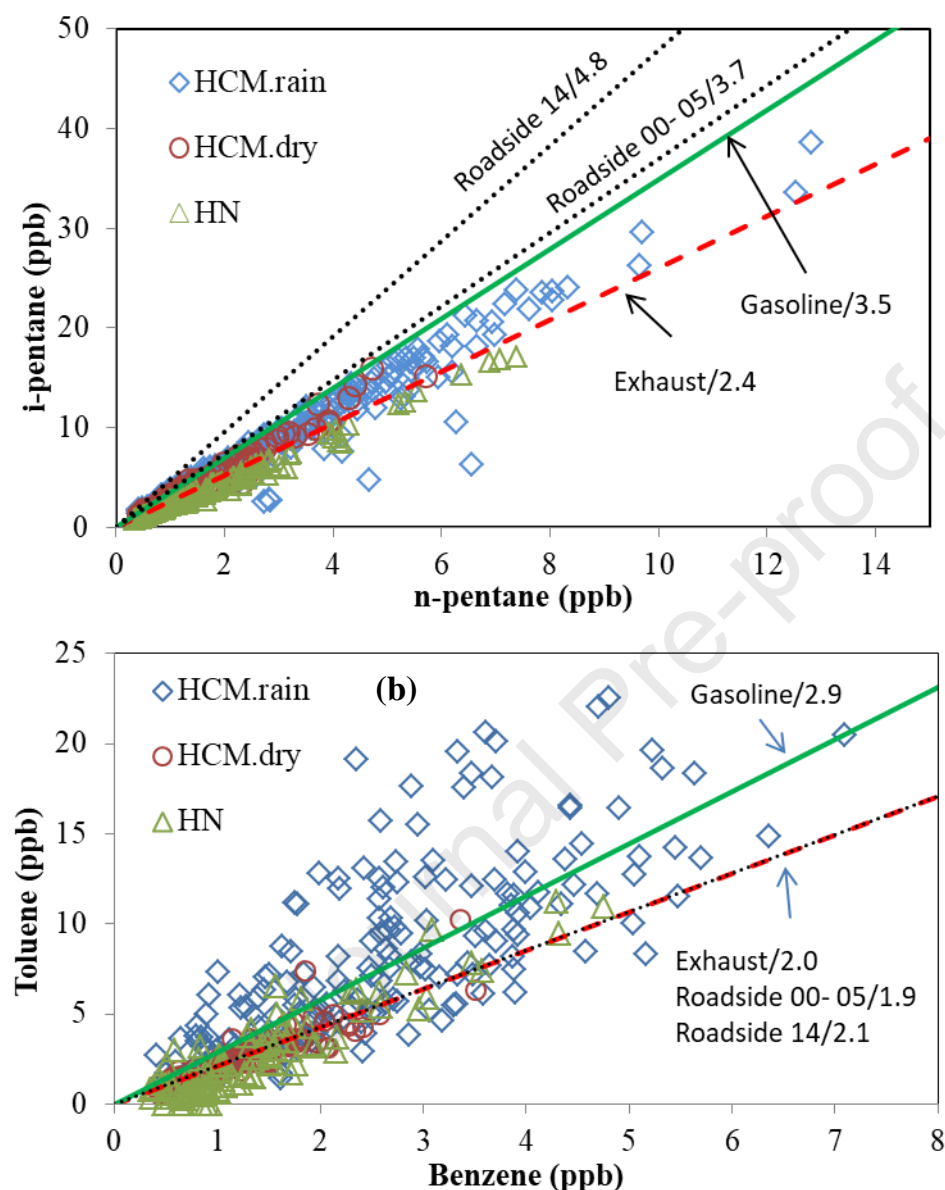 50
40
30
20
10
0
i-pentane (ppb)
HCM.rain
HCM.dry
HN
Roadside 14/4.8
Roadside 00- 05/3.7
Gasoline/3.5
Exhaust/2.4
0 2 4 6 8 10 12 14
n-pentane (ppb)
25
20
15
10
5
0
Toluene (ppb)
HCM.rain
(b)
HCM.dry
HN
Gasoline/2.9
Exhaust/2.0
Roadside 00- 05/1.9
Roadside 14/2.1
0 1 2 3 4 5 6 7 8
Benzene (ppb)
Journal Pre-proof